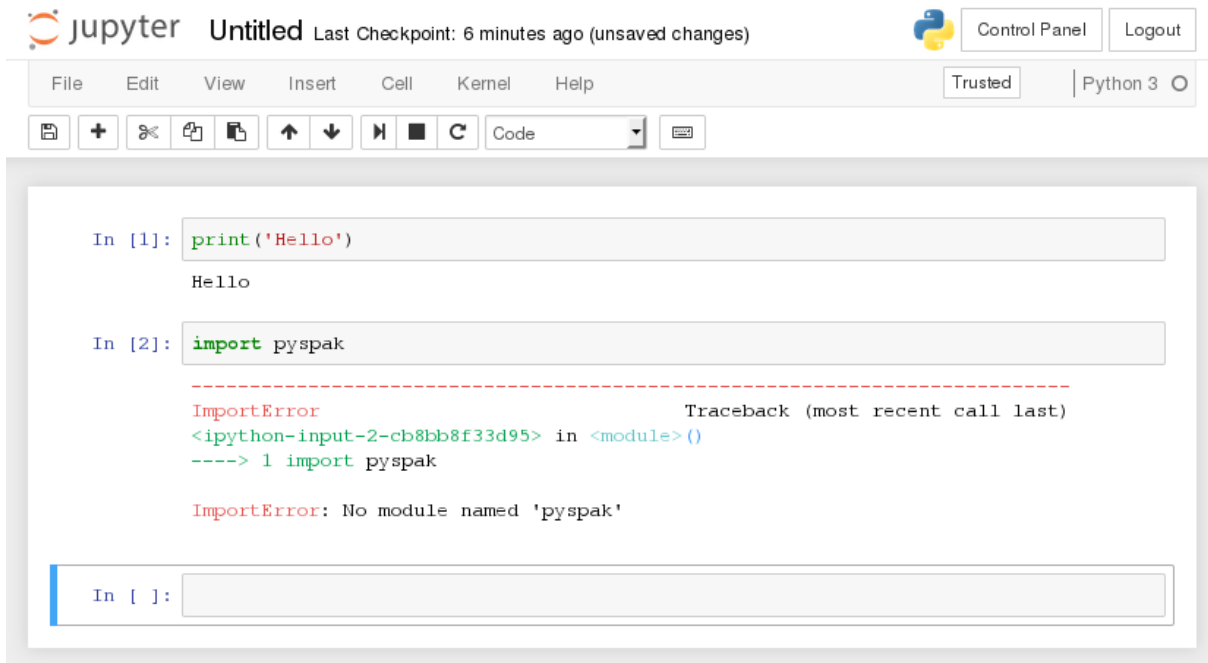 jupyter Untitled Last Checkpoint: 6 minutes ago (unsaved changes) Control Panel Logout
File Edit View Insert Cell Kernel Help Trusted Python 3
Code
In [1]: print('Hello')
Hello
In [2]: import pyspak
---------------------------------------------------------------------------
ImportError Traceback (most recent call last)
<ipython-input-2-cb8bb8f33d95> in <module>()
----> 1 import pyspak
ImportError: No module named 'pyspak'
In [ ]: